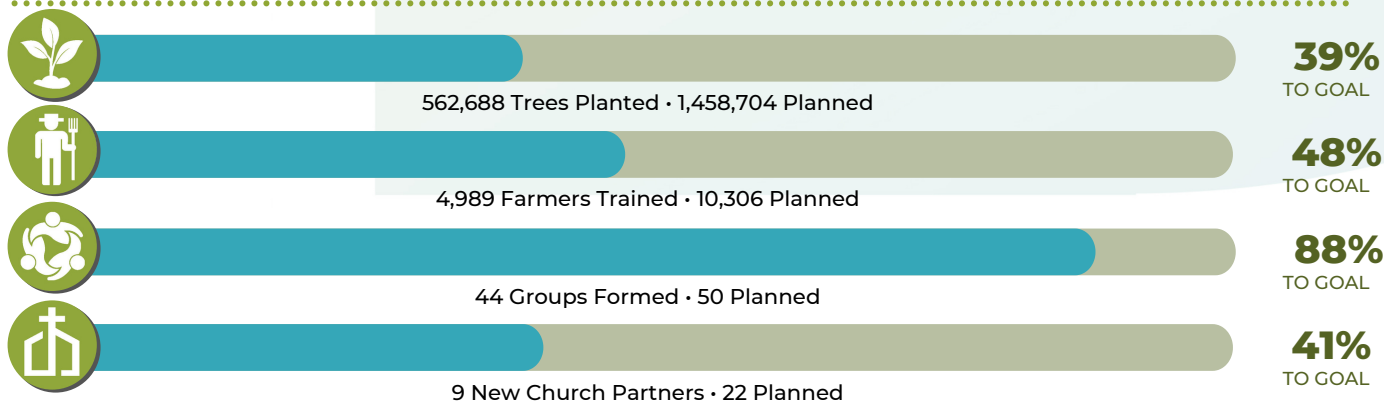 39%
TO GOAL
562,688 Trees Planted • 1,458,704 Planned
48%
TO GOAL
4,989 Farmers Trained • 10,306 Planned
88%
TO GOAL
44 Groups Formed • 50 Planned
41%
TO GOAL
9 New Church Partners • 22 Planned